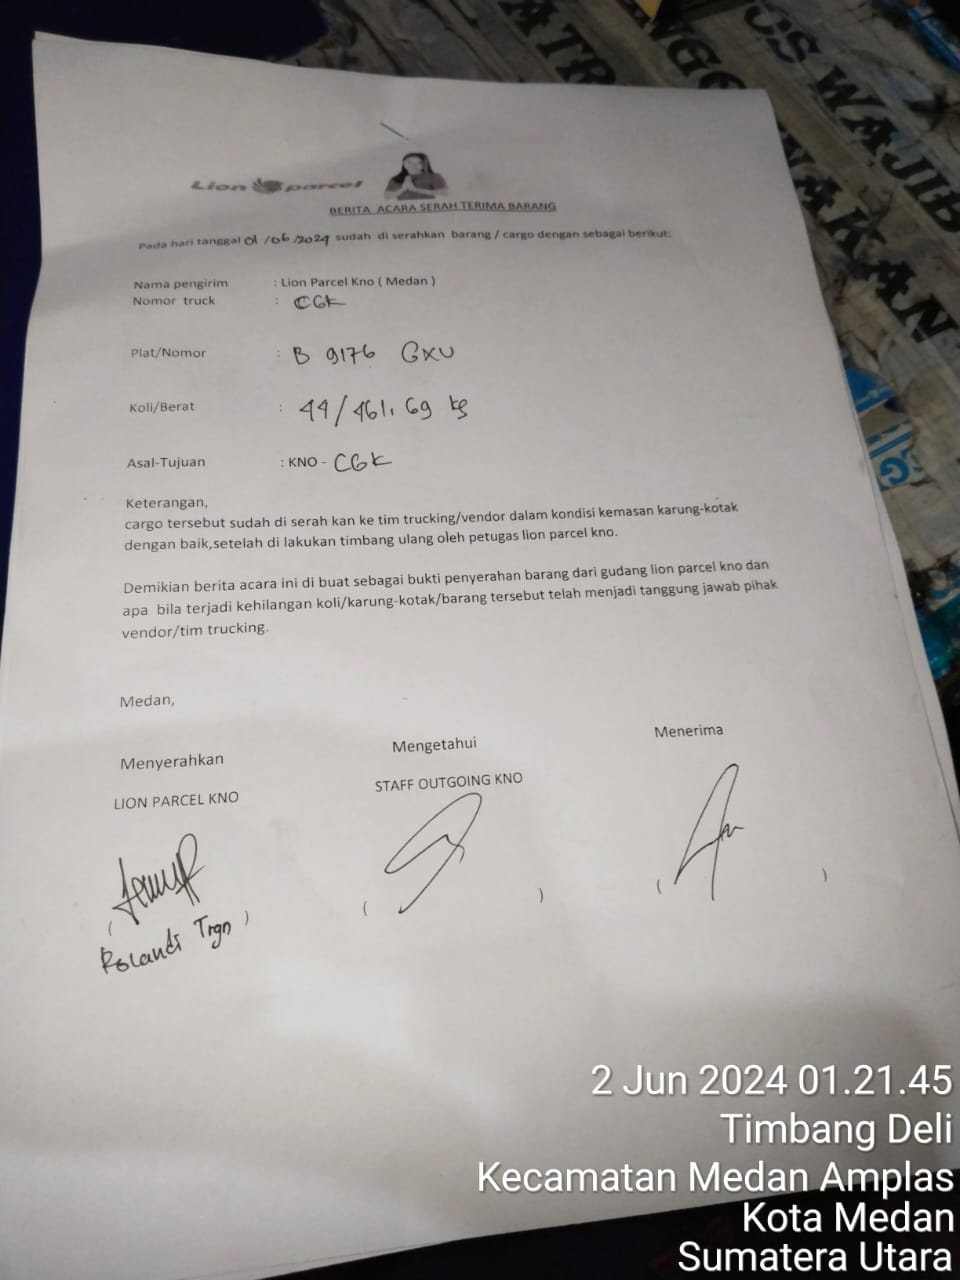 Lion parcel
BERITA ACARA SERAH TERIMA BARANG
Pada hari tanggal 01/06/2024 sudah di serahkan barang / cargo dengan sebagai berikut:
Nama pengirim : Lion Parcel Kno ( Medan )
Nomor truck : CGK
Plat/Nomor : B 9176 GXU
Koli/Berat : 44/461,69 kg
Asal-Tujuan : KNO - CGK
Keterangan,
cargo tersebut sudah di serah kan ke tim trucking/vendor dalam kondisi kemasan karung-kotak
dengan baik,setelah di lakukan timbang ulang oleh petugas lion parcel kno.
Demikian berita acara ini di buat sebagai bukti penyerahan barang dari gudang lion parcel kno dan
apa bila terjadi kehilangan koli/karung-kotak/barang tersebut telah menjadi tanggung jawab pihak
vendor/tim trucking.
Medan,
Menyerahkan Mengetahui Menerima
LION PARCEL KNO STAFF OUTGOING KNO
( Rolandi Trgn ) ( ) ( )
WAJIB
2 Jun 2024 01.21.45
Timbang Deli
Kecamatan Medan Amplas
Kota Medan
Sumatera Utara